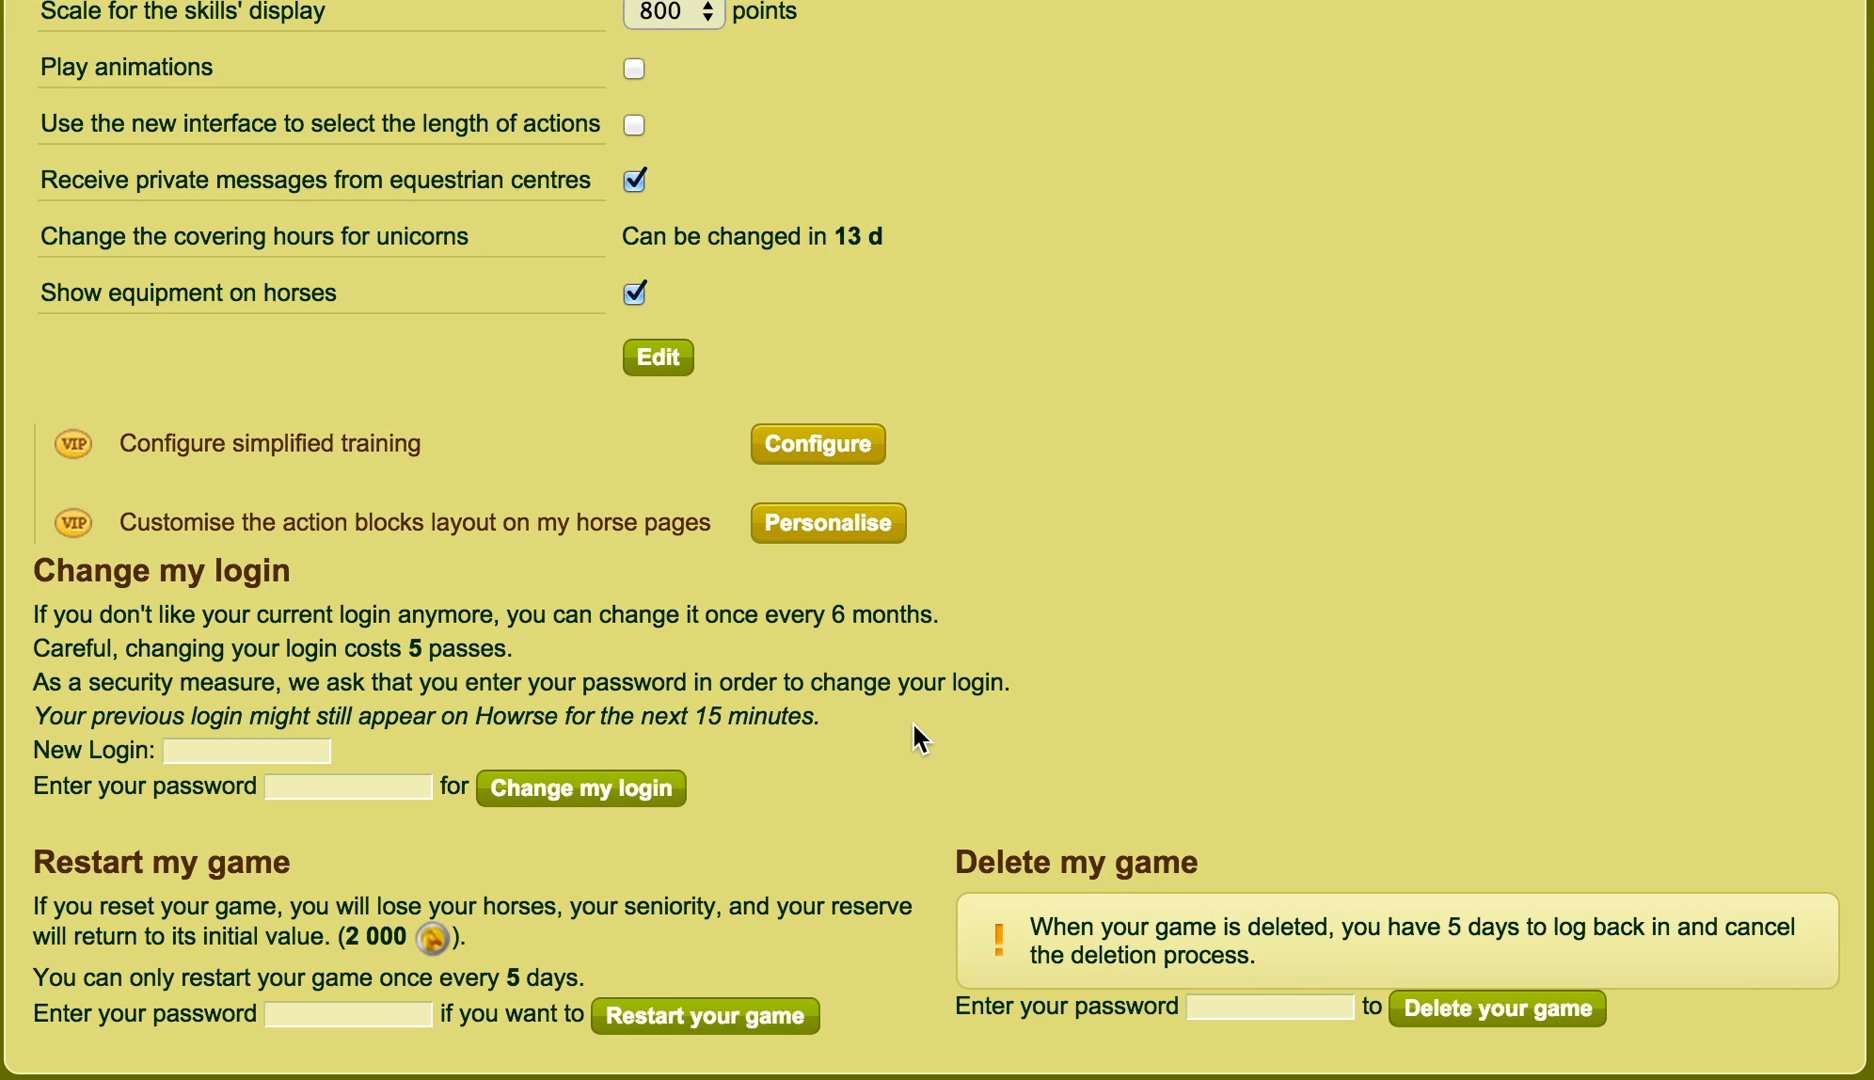 Scale for the skills' display 800 points
Play animations
Use the new interface to select the length of actions
Receive private messages from equestrian centres
Change the covering hours for unicorns Can be changed in 13 d
Show equipment on horses
Edit
VIP Configure simplified training Configure
VIP Customise the action blocks layout on my horse pages Personalise
Change my login
If you don't like your current login anymore, you can change it once every 6 months.
Careful, changing your login costs 5 passes.
As a security measure, we ask that you enter your password in order to change your login.
Your previous login might still appear on Howrse for the next 15 minutes.
New Login:
Enter your password for Change my login
Restart my game
If you reset your game, you will lose your horses, your seniority, and your reserve
will return to its initial value. (2 000 ).
You can only restart your game once every 5 days.
Enter your password if you want to Restart your game
Delete my game
! When your game is deleted, you have 5 days to log back in and cancel
the deletion process.
Enter your password to Delete your game